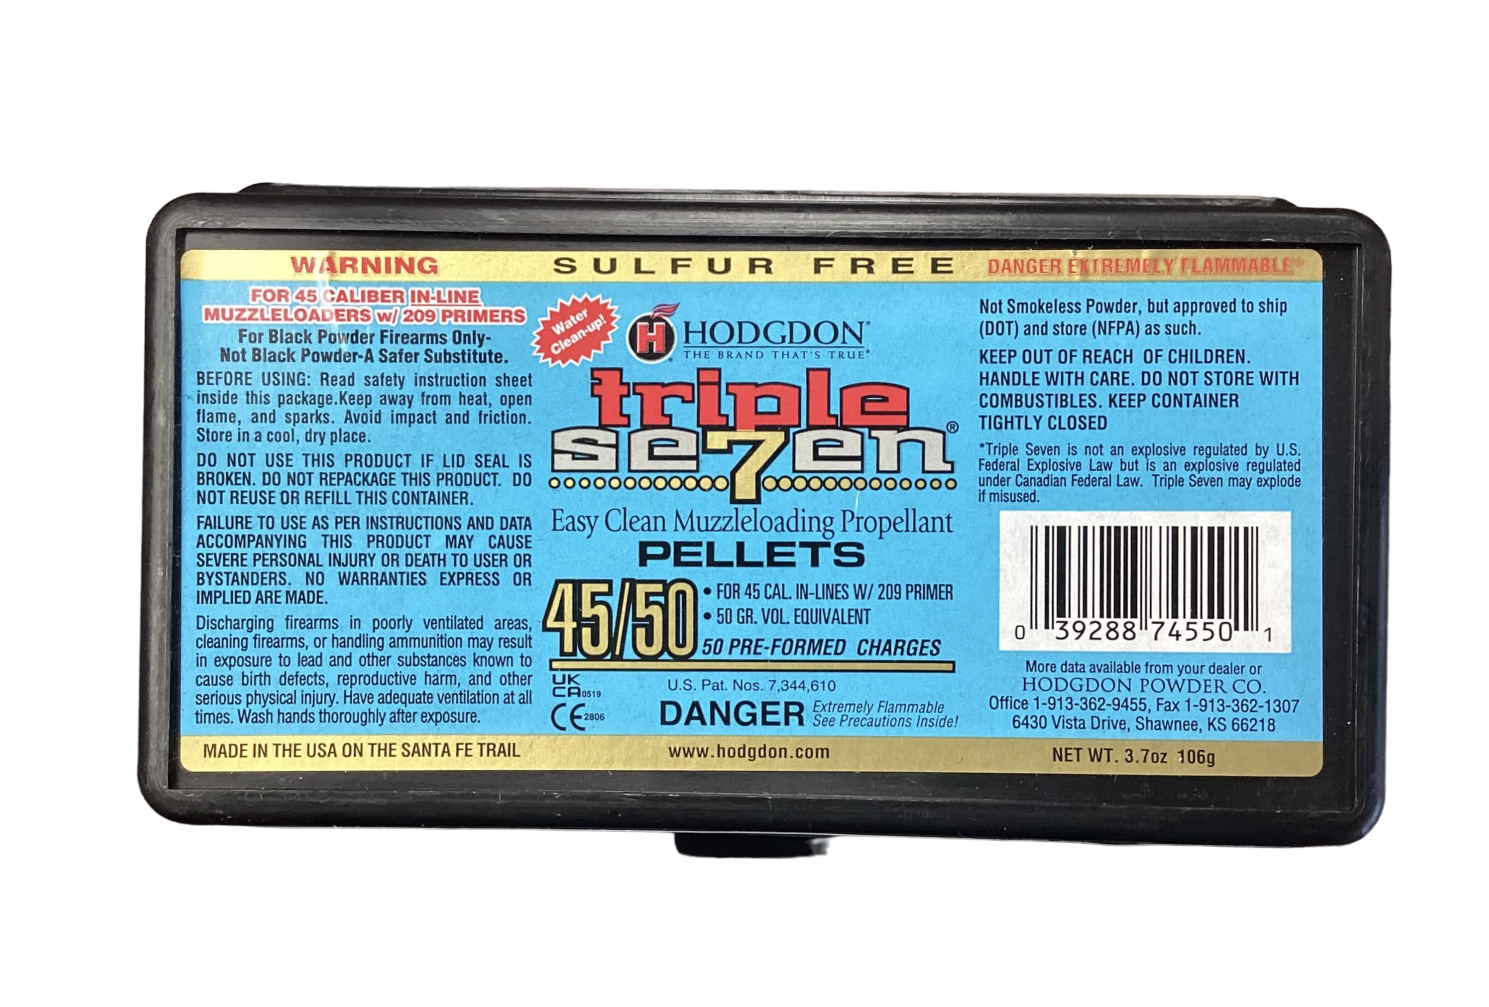 WARNING
SULFUR FREE
DANGER EXTREMELY FLAMMABLE*
FOR 45 CALIBER IN-LINE
MUZZLELOADERS w/ 209 PRIMERS
For Black Powder Firearms Only-
Not Black Powder-A Safer Substitute.
BEFORE USING: Read safety instruction sheet
inside this package.Keep away from heat, open
flame, and sparks. Avoid impact and friction.
Store in a cool, dry place.
DO NOT USE THIS PRODUCT IF LID SEAL IS
BROKEN. DO NOT REPACKAGE THIS PRODUCT. DO
NOT REUSE OR REFILL THIS CONTAINER.
FAILURE TO USE AS PER INSTRUCTIONS AND DATA
ACCOMPANYING THIS PRODUCT MAY CAUSE
SEVERE PERSONAL INJURY OR DEATH TO USER OR
BYSTANDERS. NO WARRANTIES EXPRESS OR
IMPLIED ARE MADE.
Discharging firearms in poorly ventilated areas,
cleaning firearms, or handling ammunition may result
in exposure to lead and other substances known to
cause birth defects, reproductive harm, and other
serious physical injury. Have adequate ventilation at all
times. Wash hands thoroughly after exposure.
MADE IN THE USA ON THE SANTA FE TRAIL
Water
Clean-up!
H
HODGDON®
THE BRAND THAT'S TRUE®
triple
se7en®
Easy Clean Muzzleloading Propellant
PELLETS
45/50
• FOR 45 CAL. IN-LINES W/ 209 PRIMER
• 50 GR. VOL. EQUIVALENT
50 PRE-FORMED CHARGES
UK
CA 0519
CE 2806
U.S. Pat. Nos. 7,344,610
DANGER
Extremely Flammable
See Precautions Inside!
www.hodgdon.com
Not Smokeless Powder, but approved to ship
(DOT) and store (NFPA) as such.
KEEP OUT OF REACH OF CHILDREN.
HANDLE WITH CARE. DO NOT STORE WITH
COMBUSTIBLES. KEEP CONTAINER
TIGHTLY CLOSED
*Triple Seven is not an explosive regulated by U.S.
Federal Explosive Law but is an explosive regulated
under Canadian Federal Law. Triple Seven may explode
if misused.
0 39288 74550 1
More data available from your dealer or
HODGDON POWDER CO.
Office 1-913-362-9455, Fax 1-913-362-1307
6430 Vista Drive, Shawnee, KS 66218
NET WT. 3.7oz 106g